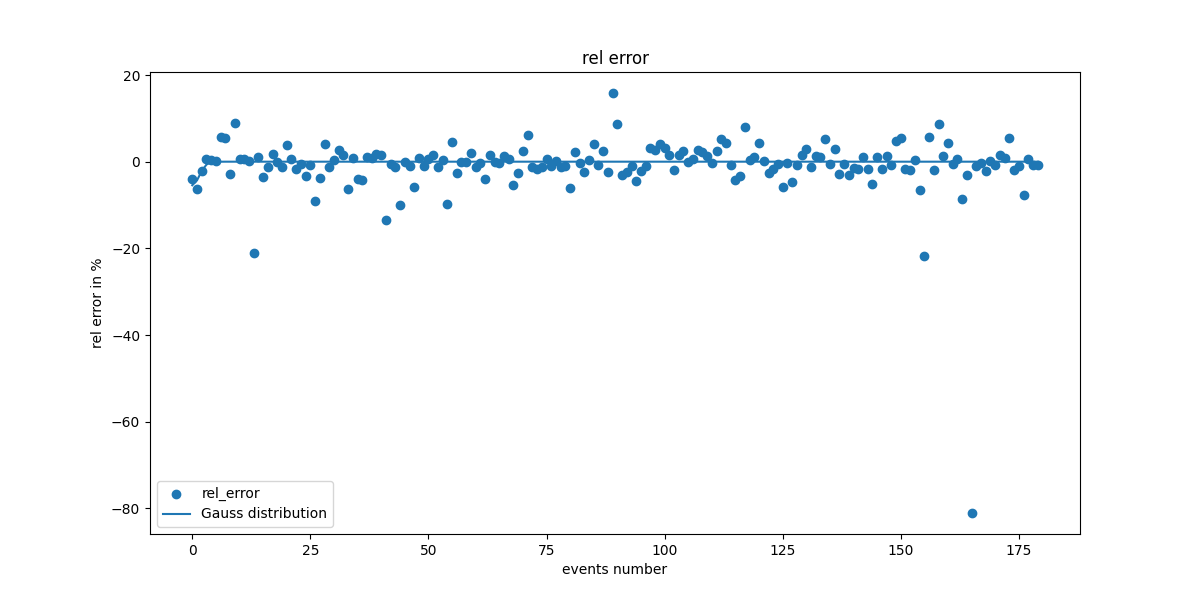 rel error
20
0
−20
−40
−60
−80
rel error in %
rel_error
Gauss distribution
0 25 50 75 100 125 150 175
events number